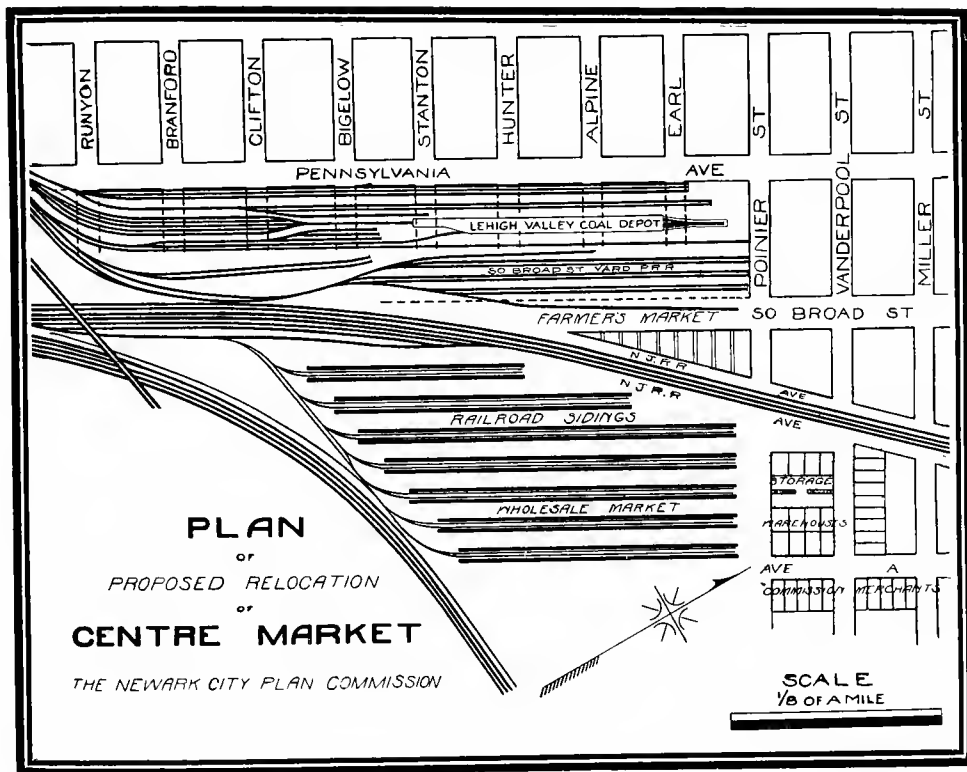 RUNYON
BRANFORD
CLIFTON
BIGELOW
STANTON
HUNTER
ALPINE
EARL
ST
ST
ST
PENNSYLVANIA AVE
POINIER
VANDERPOOL
MILLER
LEHIGH VALLEY COAL DEPOT
SO BROAD ST. YARD P.R.R.
FARMERS MARKET
SO BROAD ST
N.J.R.R AVE
N.J.R.R AVE
RAILROAD SIDINGS
WHOLESALE MARKET
STORAGE
WAREHOUSES
AVE A
COMMISSION MERCHANTS
PLAN
OF
PROPOSED RELOCATION
OF
CENTRE MARKET
THE NEWARK CITY PLAN COMMISSION
SCALE
1/8 OF A MILE